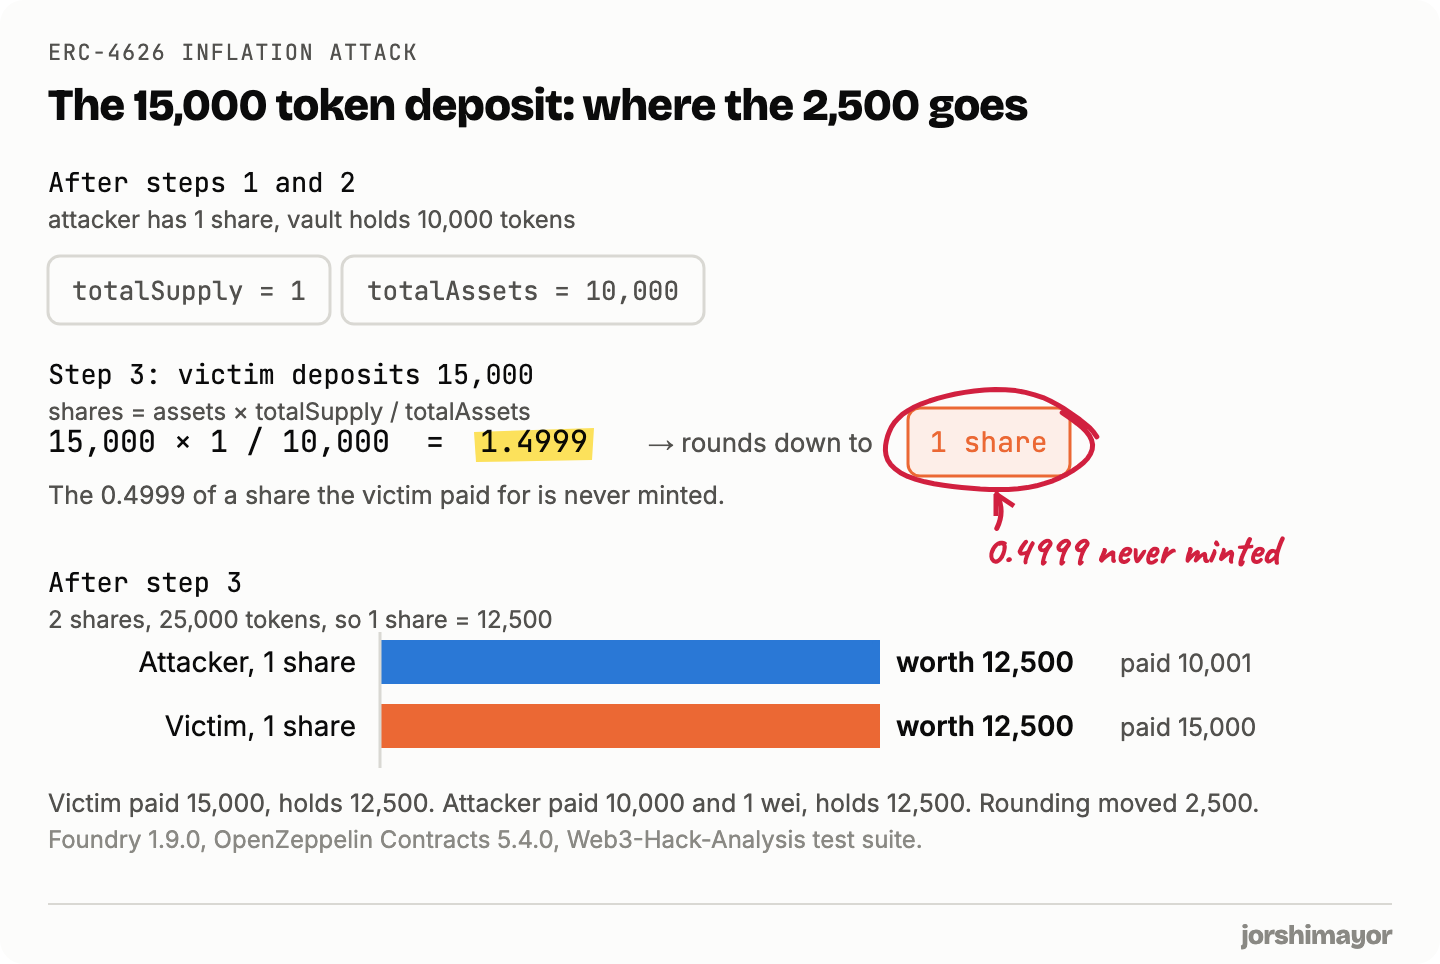 ERC-4626 INFLATION ATTACK
The 15,000 token deposit: where the 2,500 goes
After steps 1 and 2
attacker has 1 share, vault holds 10,000 tokens
totalSupply = 1 totalAssets = 10,000
Step 3: victim deposits 15,000
shares = assets × totalSupply / totalAssets
15,000 × 1 / 10,000 = 1.4999 → rounds down to 1 share
The 0.4999 of a share the victim paid for is never minted.
0.4999 never minted
After step 3
2 shares, 25,000 tokens, so 1 share = 12,500
Attacker, 1 share worth 12,500 paid 10,001
Victim, 1 share worth 12,500 paid 15,000
Victim paid 15,000, holds 12,500. Attacker paid 10,000 and 1 wei, holds 12,500. Rounding moved 2,500.
Foundry 1.9.0, OpenZeppelin Contracts 5.4.0, Web3-Hack-Analysis test suite.
jorshimayor